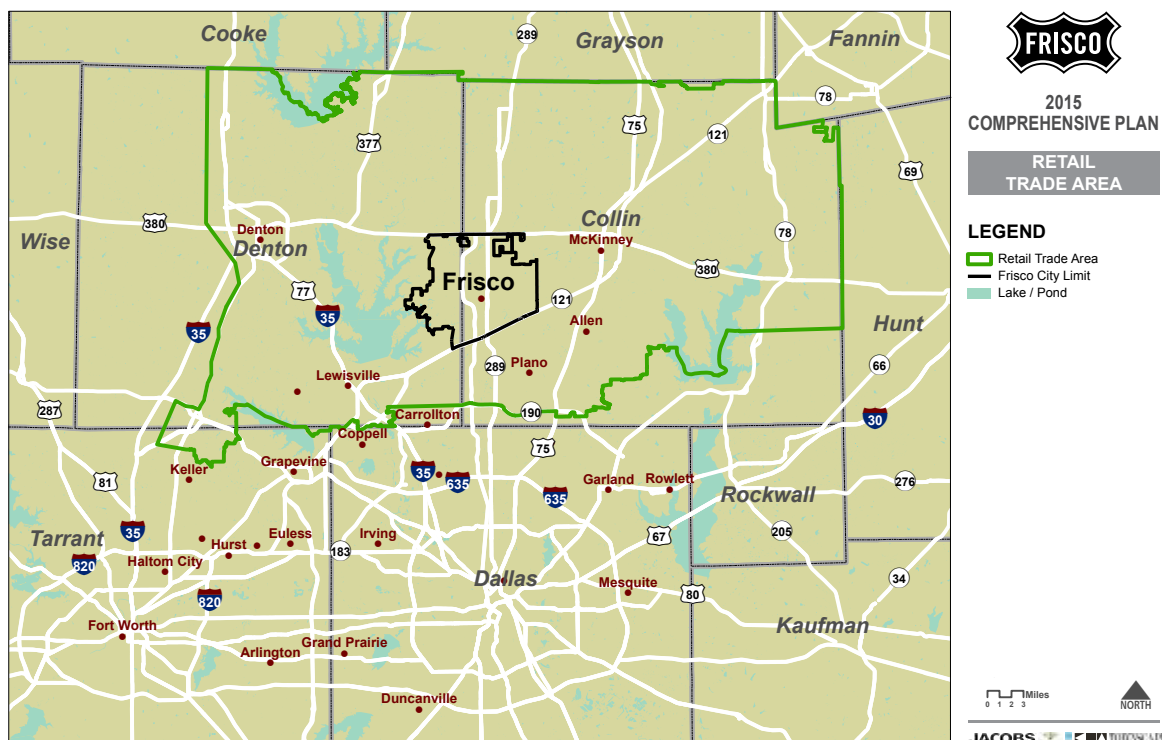 Cooke
289
Grayson
Fannin
78
377
75
121
69
380
Wise
Denton
Denton
Collin
McKinney
78
380
77
35
35
Frisco
121
Allen
Hunt
66
289
Plano
Lewisville
287
190
Carrollton
30
Coppell
75
Keller
Grapevine
81
35
635
635
Garland
Rowlett
Rockwall
276
205
35
Tarrant
820
Hurst
Euless
183
Irving
67
Haltom City
820
Dallas
Mesquite
80
34
Kaufman
Fort Worth
Arlington
Grand Prairie
Duncanville
FRISCO
2015
COMPREHENSIVE PLAN
RETAIL
TRADE AREA
LEGEND
Retail Trade Area
Frisco City Limit
Lake / Pond
Miles
0 1 2 3
NORTH
JACOBS